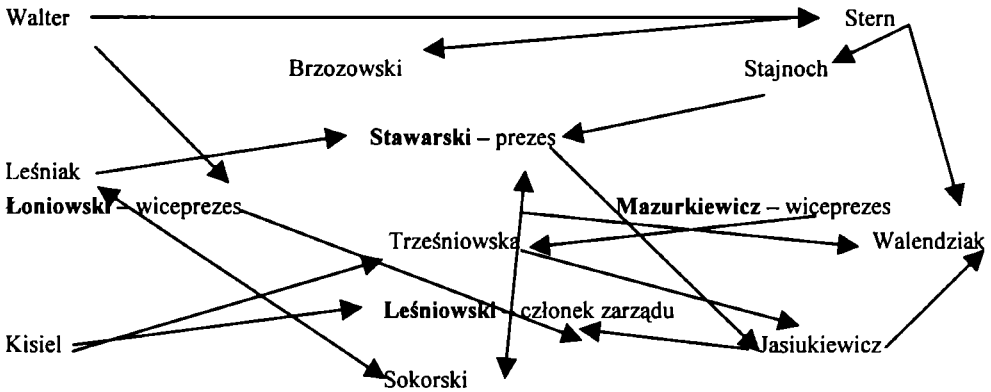 Walter Stern
Brzozowski Stajnoch
Stawarski – prezes
Leśniak
Łoniowski – wiceprezes Mazurkiewicz – wiceprezes
Trześniowska Walendziak
Leśniowski – członek zarządu
Kisiel Jasiukiewicz
Sokorski